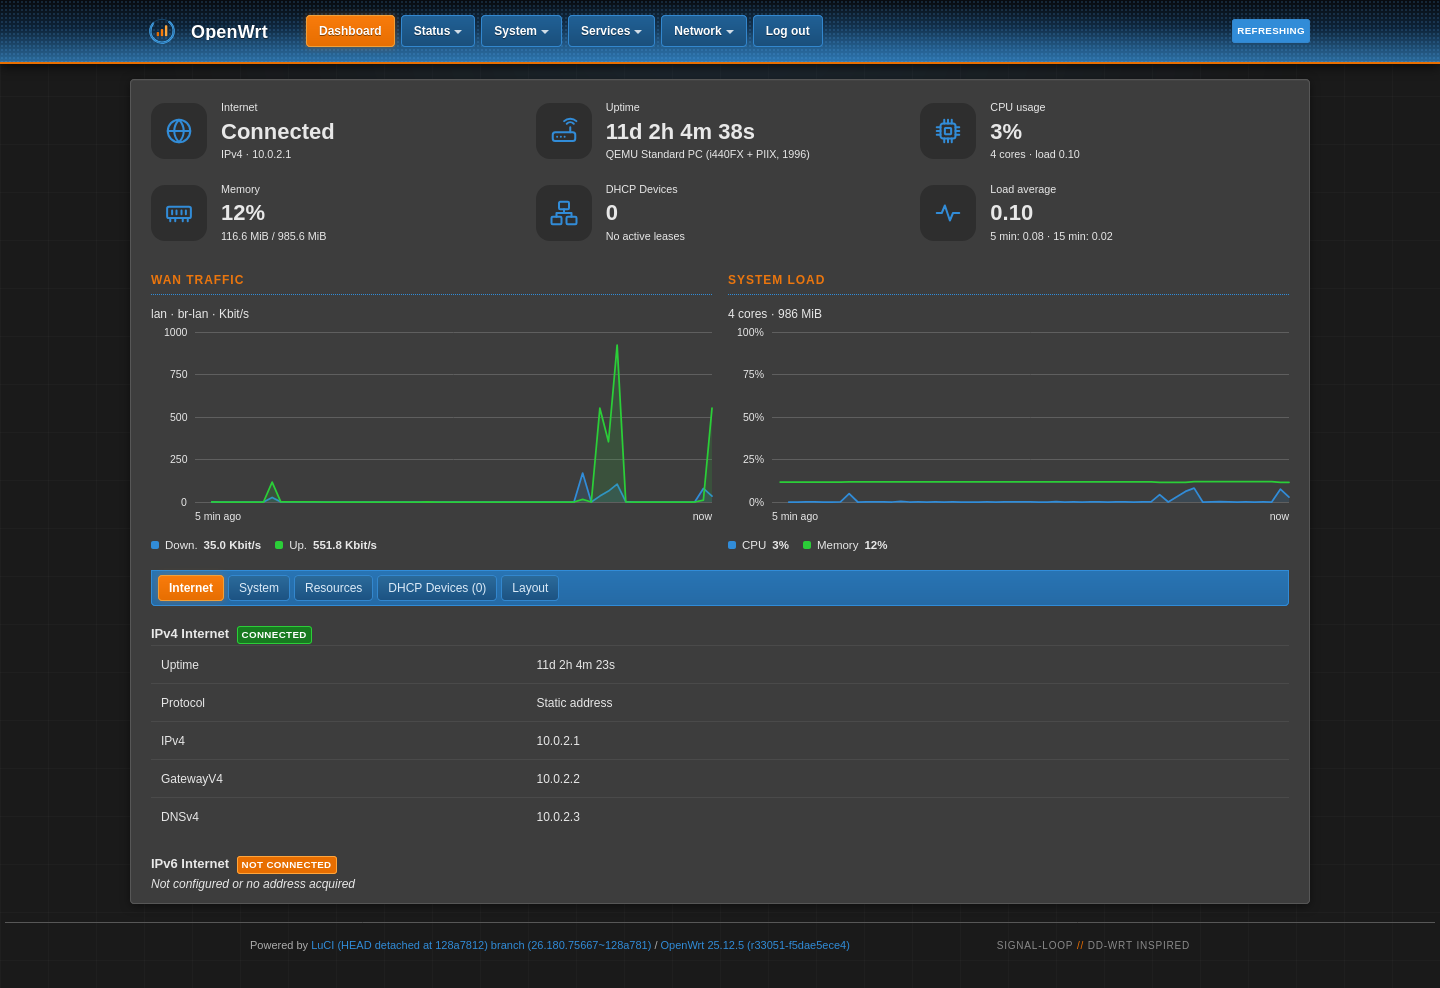 OpenWrt
Dashboard
Status
System
Services
Network
Log out
REFRESHING
Internet
Connected
IPv4 · 10.0.2.1
Uptime
11d 2h 4m 38s
QEMU Standard PC (i440FX + PIIX, 1996)
CPU usage
3%
4 cores · load 0.10
Memory
12%
116.6 MiB / 985.6 MiB
DHCP Devices
0
No active leases
Load average
0.10
5 min: 0.08 · 15 min: 0.02
WAN TRAFFIC
lan · br-lan · Kbit/s
1000
750
500
250
0
5 min ago
now
Down. 35.0 Kbit/s
Up. 551.8 Kbit/s
SYSTEM LOAD
4 cores · 986 MiB
100%
75%
50%
25%
0%
5 min ago
now
CPU 3%
Memory 12%
Internet
System
Resources
DHCP Devices (0)
Layout
IPv4 Internet CONNECTED
Uptime 11d 2h 4m 23s
Protocol Static address
IPv4 10.0.2.1
GatewayV4 10.0.2.2
DNSv4 10.0.2.3
IPv6 Internet NOT CONNECTED
Not configured or no address acquired
Powered by LuCI (HEAD detached at 128a7812) branch (26.180.75667~128a781) / OpenWrt 25.12.5 (r33051-f5dae5ece4)
SIGNAL-LOOP // DD-WRT INSPIRED